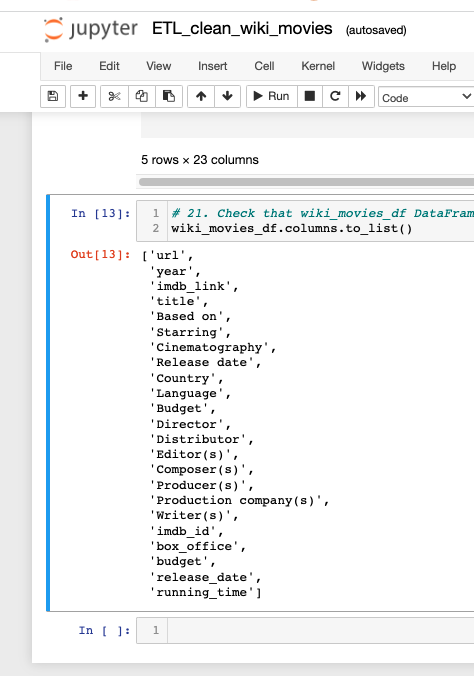 jupyter ETL_clean_wiki_movies (autosaved)
File Edit View Insert Cell Kernel Widgets Help
Run Code
5 rows × 23 columns
In [13]: 1 # 21. Check that wiki_movies_df DataFram
2 wiki_movies_df.columns.to_list()
Out[13]: ['url',
'year',
'imdb_link',
'title',
'Based on',
'Starring',
'Cinematography',
'Release date',
'Country',
'Language',
'Budget',
'Director',
'Distributor',
'Editor(s)',
'Composer(s)',
'Producer(s)',
'Production company(s)',
'Writer(s)',
'imdb_id',
'box_office',
'budget',
'release_date',
'running_time']
In [ ]: 1